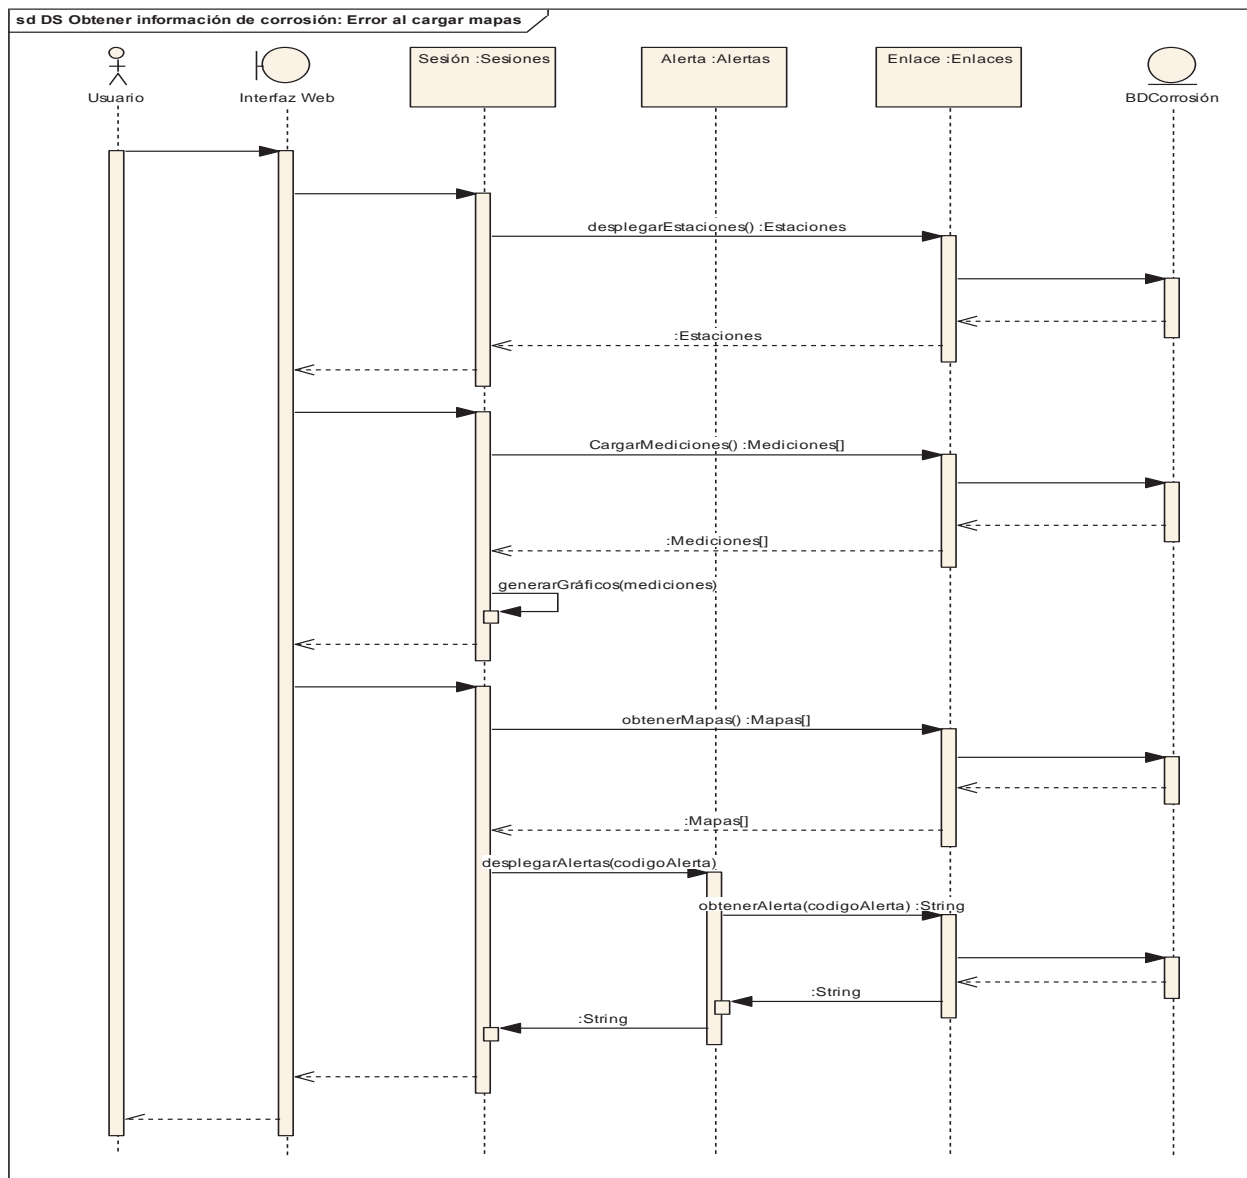 sd DS Obtener información de corrosión: Error al cargar mapas
Usuario
Interfaz Web
Sesión :Sesiones
Alerta :Alertas
Enlace :Enlaces
BDCorrosión
desplegarEstaciones() :Estaciones
:Estaciones
CargarMediciones() :Mediciones[]
:Mediciones[]
generarGráficos(mediciones)
obtenerMapas() :Mapas[]
:Mapas[]
desplegarAlertas(codigoAlerta)
obtenerAlerta(codigoAlerta) :String
:String
:String